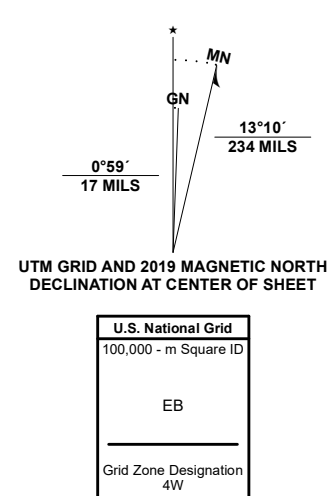 ★
MN
GN
13°10´
234 MILS
0°59´
17 MILS
UTM GRID AND 2019 MAGNETIC NORTH
DECLINATION AT CENTER OF SHEET
U.S. National Grid
100,000 - m Square ID
EB
Grid Zone Designation
4W